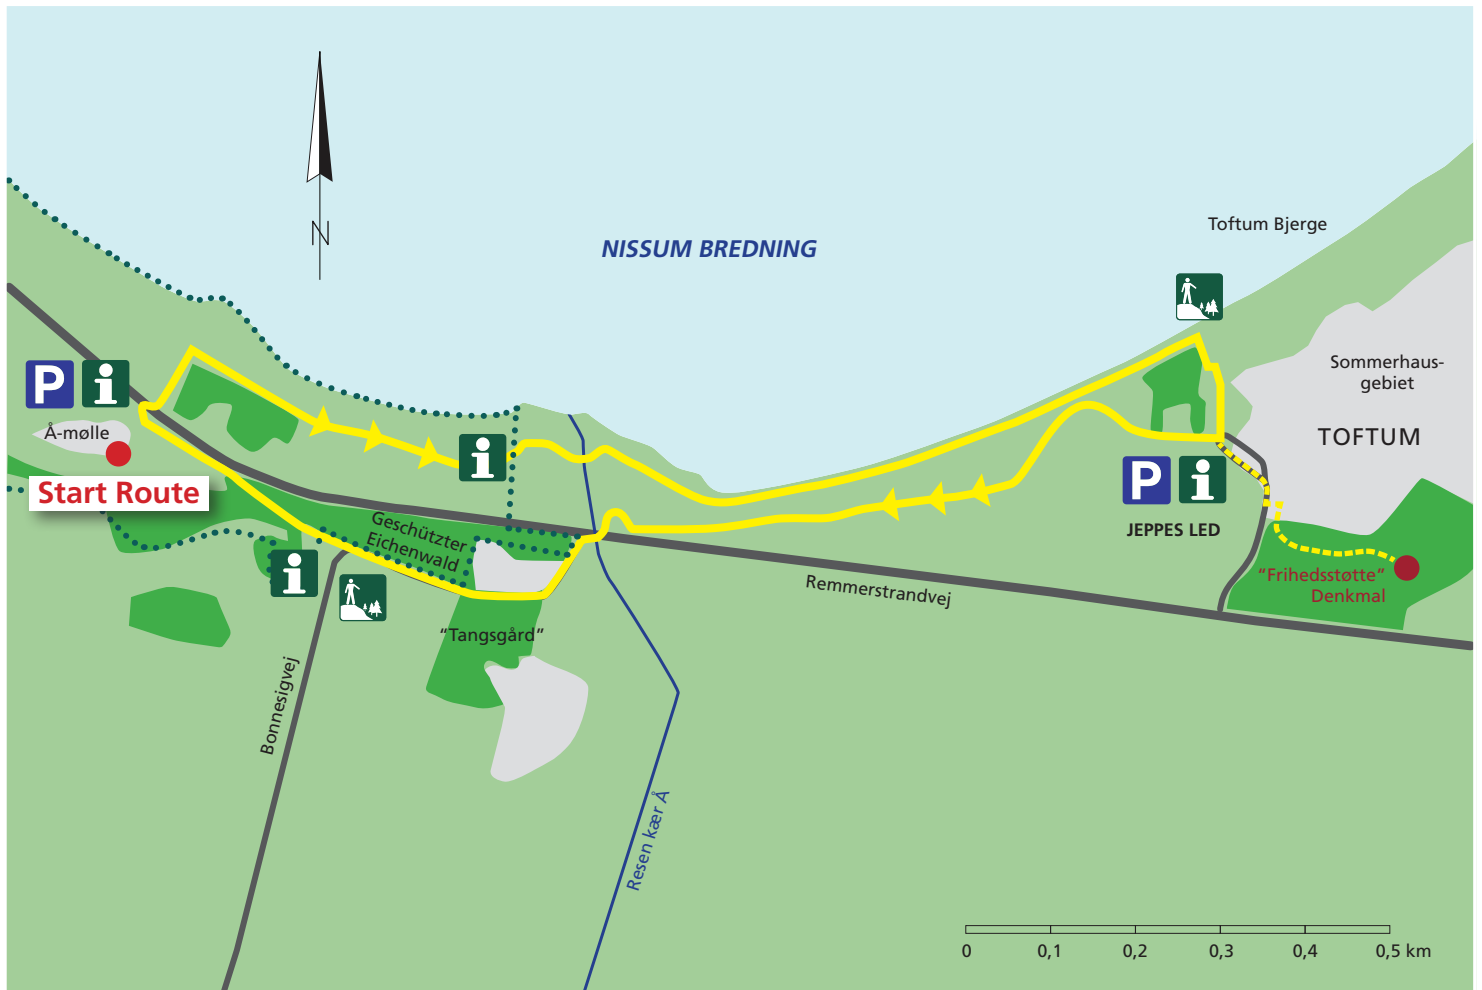 Toftum Bjerge
N
NISSUM BREDNING
P
i
Sommerhaus-
gebiet
TOFTUM
Å-mølle
i
Start Route
P
i
JEPPES LED
Geschützter
Eichenwald
i
Remmerstrandvej
"Frihedsstøtte"
Denkmal
"Tangsgård"
Bonnesigvej
Resen kær Å
0 0,1 0,2 0,3 0,4 0,5 km